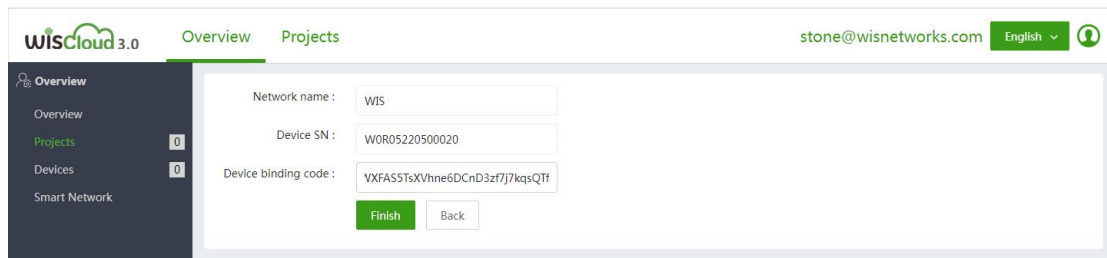 wisCloud 3.0 Overview Projects stone@wisnetworks.com English
Overview
Overview
Projects 0
Devices 0
Smart Network
Network name : WIS
Device SN : W0R05220500020
Device binding code : VXFAS5TsXVhne6DCnD3zf7j7kqsQTf
Finish Back